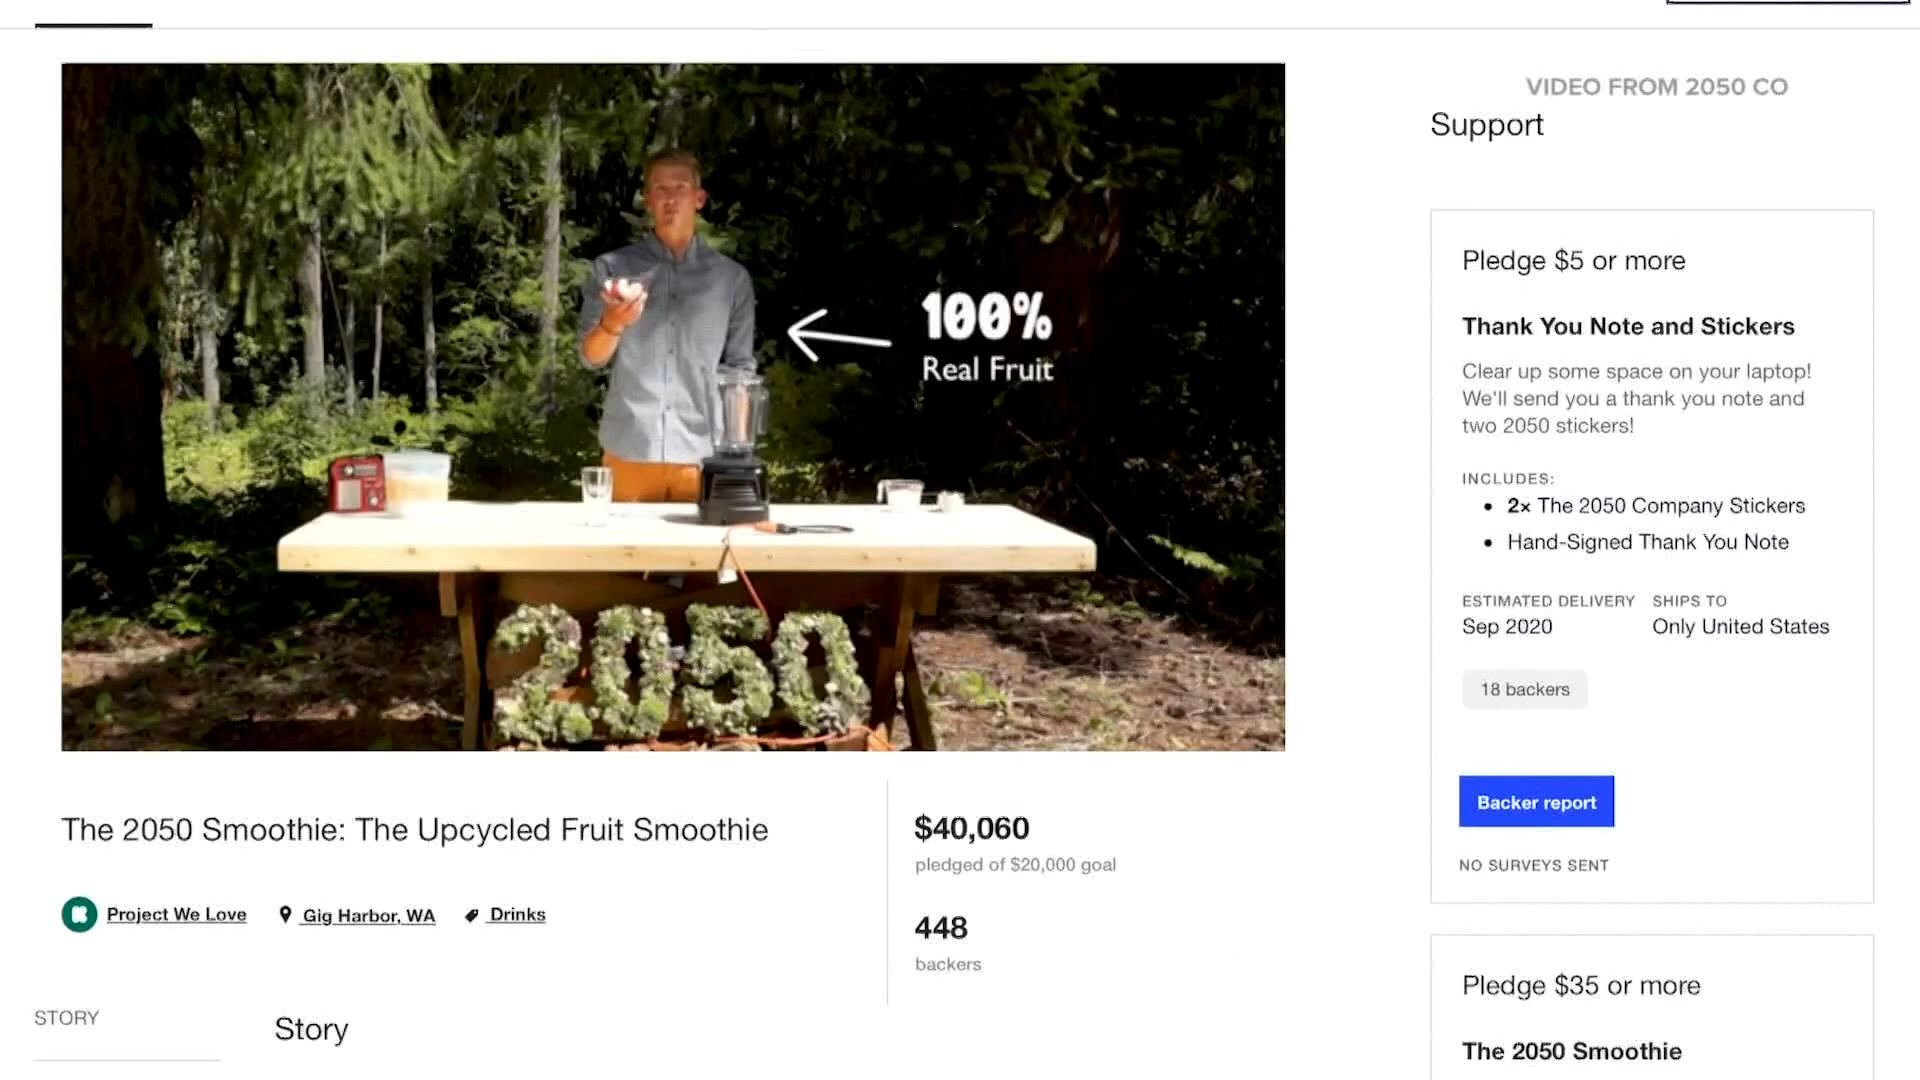 VIDEO FROM 2050 CO
Support
100%
Real Fruit
2050
Pledge $5 or more
Thank You Note and Stickers
Clear up some space on your laptop!
We'll send you a thank you note and
two 2050 stickers!
INCLUDES:
2× The 2050 Company Stickers
Hand-Signed Thank You Note
ESTIMATED DELIVERY SHIPS TO
Sep 2020 Only United States
18 backers
Backer report
NO SURVEYS SENT
The 2050 Smoothie: The Upcycled Fruit Smoothie
Project We Love Gig Harbor, WA Drinks
$40,060
pledged of $20,000 goal
448
backers
STORY
Story
Pledge $35 or more
The 2050 Smoothie